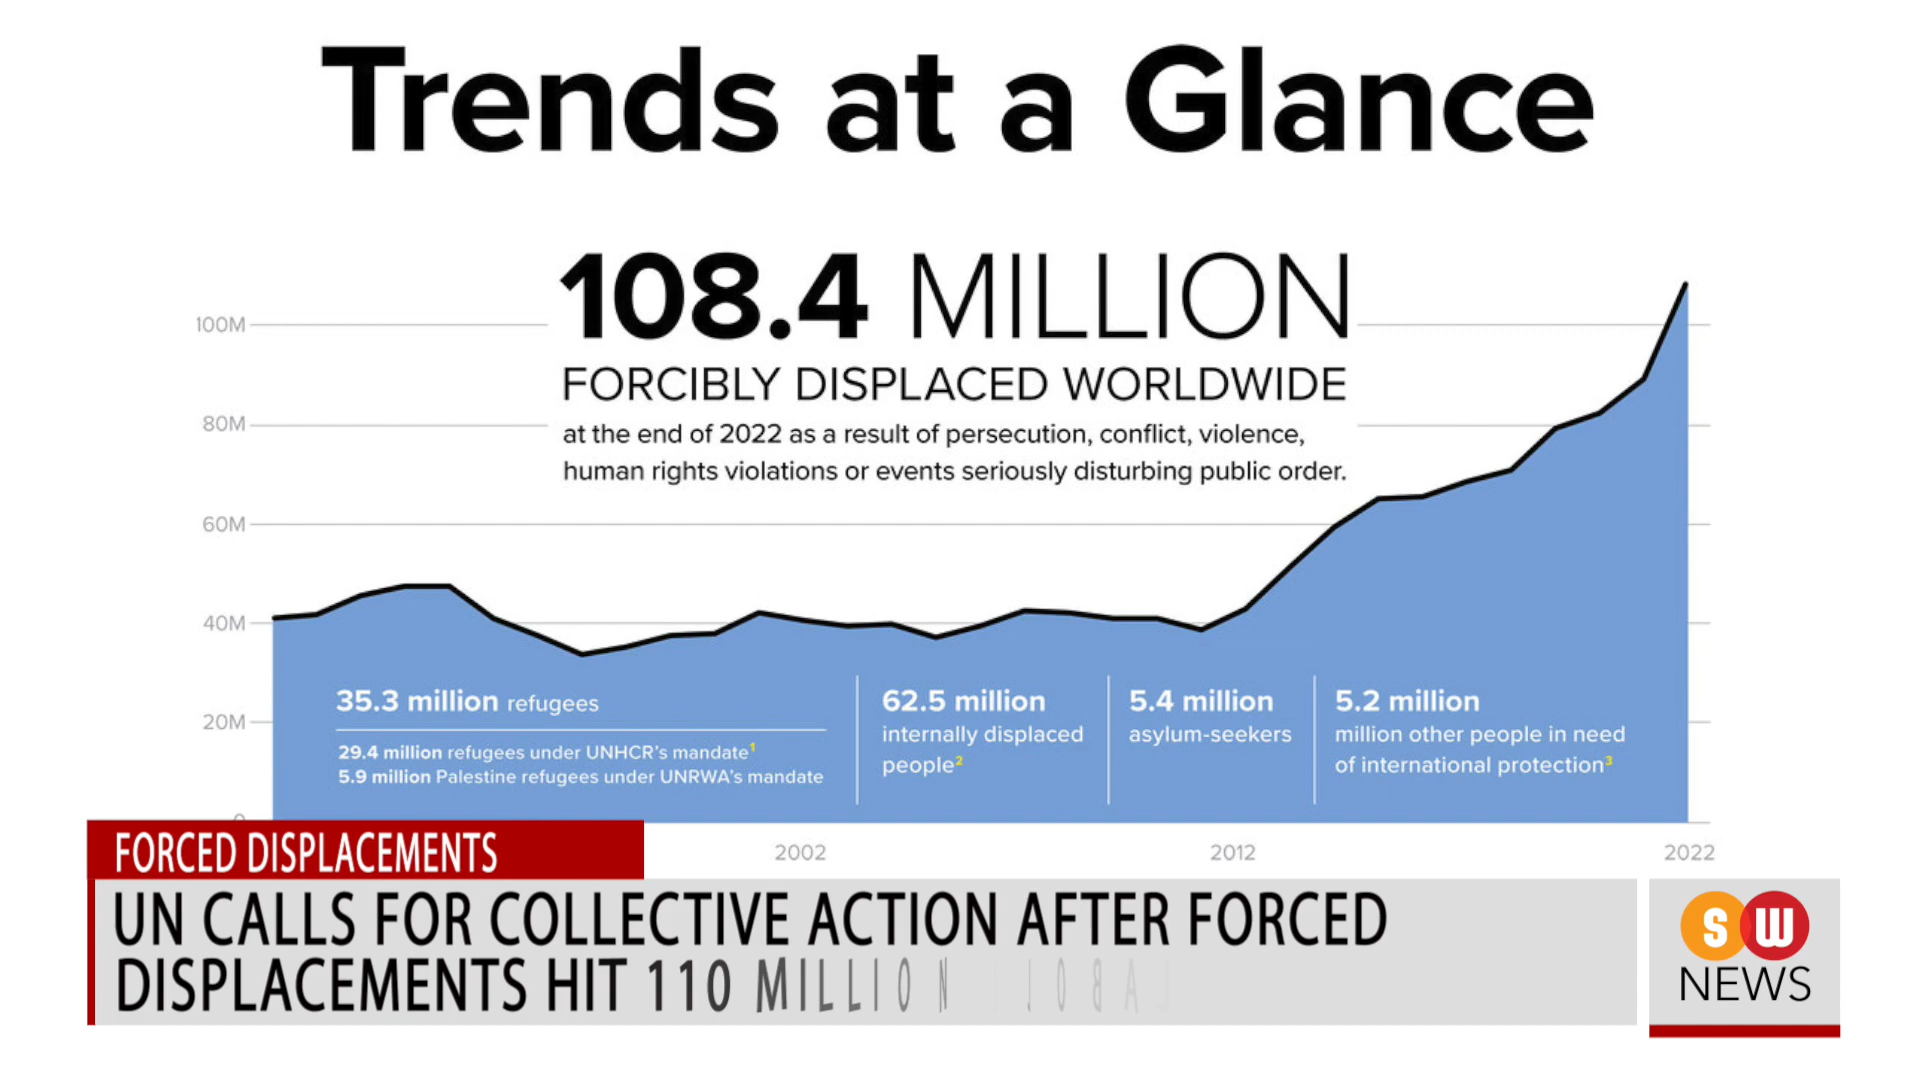 Trends at a Glance
108.4 MILLION
FORCIBLY DISPLACED WORLDWIDE
at the end of 2022 as a result of persecution, conflict, violence,
human rights violations or events seriously disturbing public order.
100M
80M
60M
40M
20M
0
35.3 million refugees
29.4 million refugees under UNHCR's mandate¹
5.9 million Palestine refugees under UNRWA's mandate
62.5 million
internally displaced
people²
5.4 million
asylum-seekers
5.2 million
million other people in need
of international protection³
2002
2012
2022
FORCED DISPLACEMENTS
UN CALLS FOR COLLECTIVE ACTION AFTER FORCED
DISPLACEMENTS HIT 110 MILLION
SW
NEWS